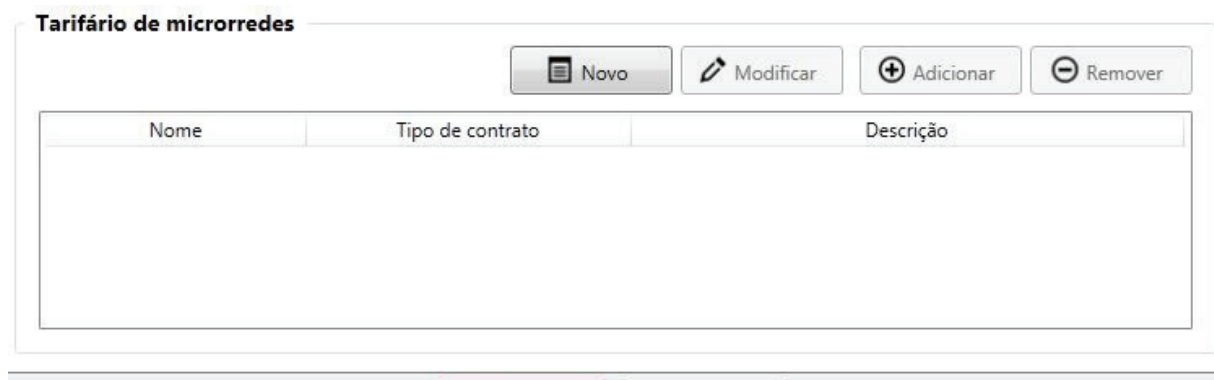 Tarifário de microrredes
Novo Modificar Adicionar Remover
Nome Tipo de contrato Descrição